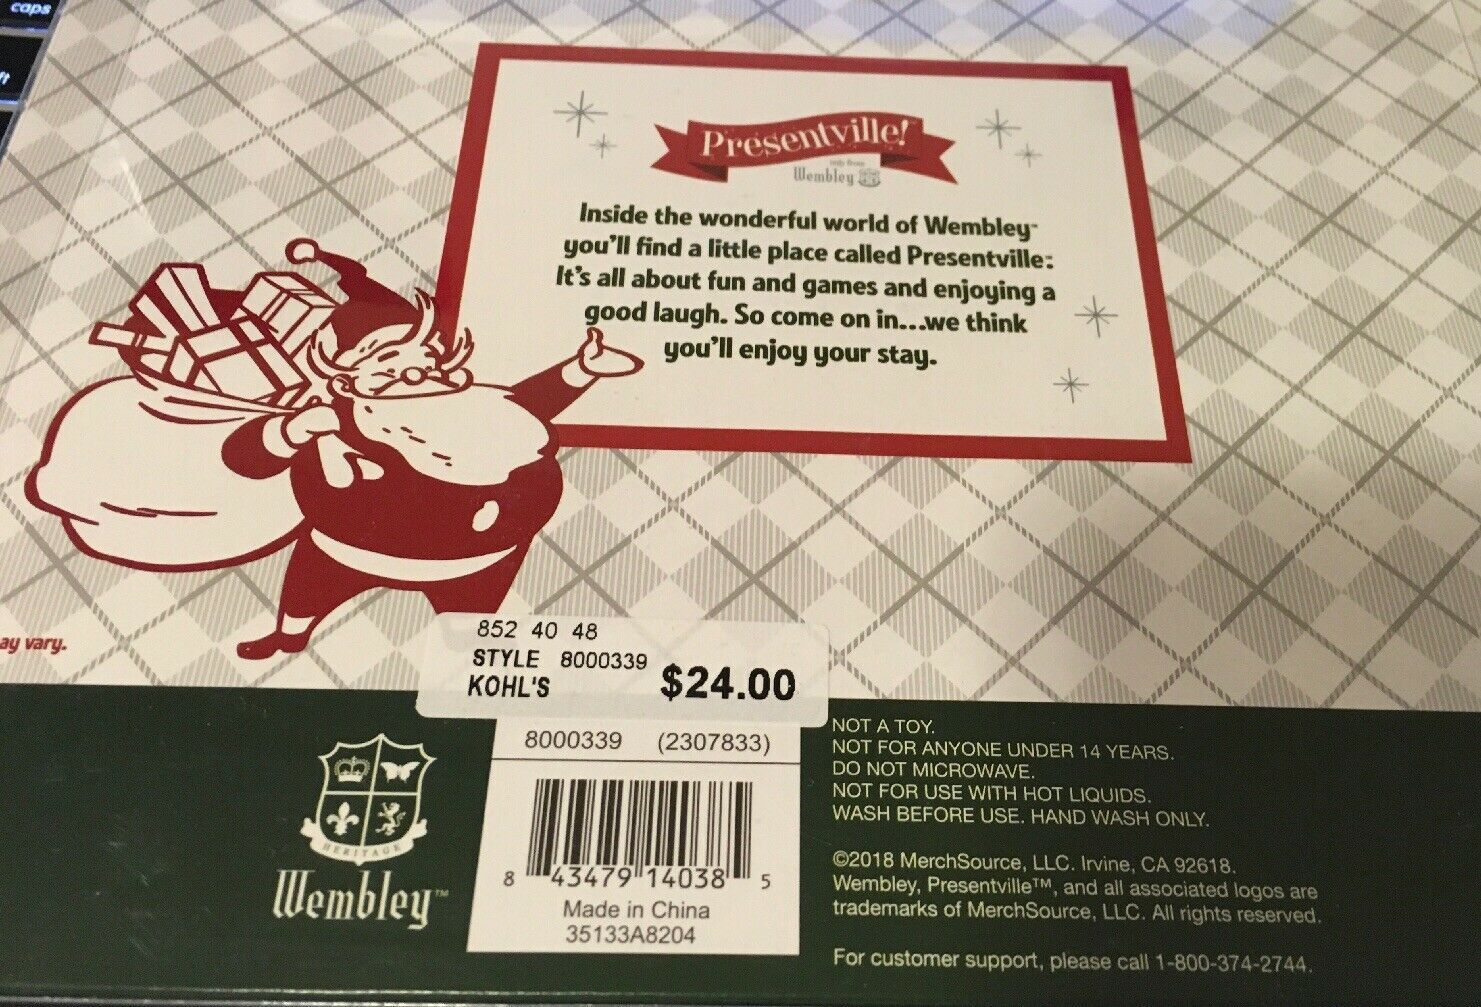 caps
Presentville!
only from
Wembley
Inside the wonderful world of Wembley™
you'll find a little place called Presentville:
It's all about fun and games and enjoying a
good laugh. So come on in...we think
you'll enjoy your stay.
ay vary.
852 40 48
STYLE 8000339
KOHL'S $24.00
8000339 (2307833)
8 43479 14038 5
Made in China
35133A8204
HERITAGE
Wembley™
NOT A TOY.
NOT FOR ANYONE UNDER 14 YEARS.
DO NOT MICROWAVE.
NOT FOR USE WITH HOT LIQUIDS.
WASH BEFORE USE. HAND WASH ONLY.
©2018 MerchSource, LLC. Irvine, CA 92618.
Wembley, Presentville™, and all associated logos are
trademarks of MerchSource, LLC. All rights reserved.
For customer support, please call 1-800-374-2744.